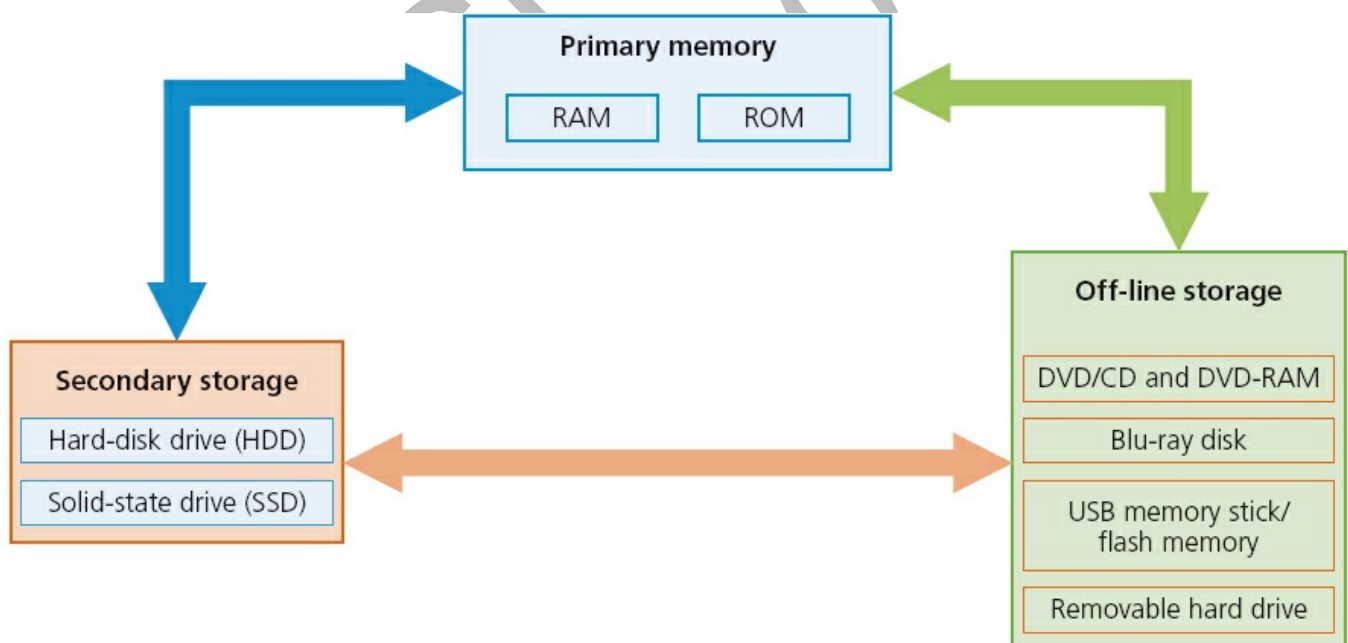 Primary memory
RAM
ROM
Secondary storage
Hard-disk drive (HDD)
Solid-state drive (SSD)
Off-line storage
DVD/CD and DVD-RAM
Blu-ray disk
USB memory stick/
flash memory
Removable hard drive